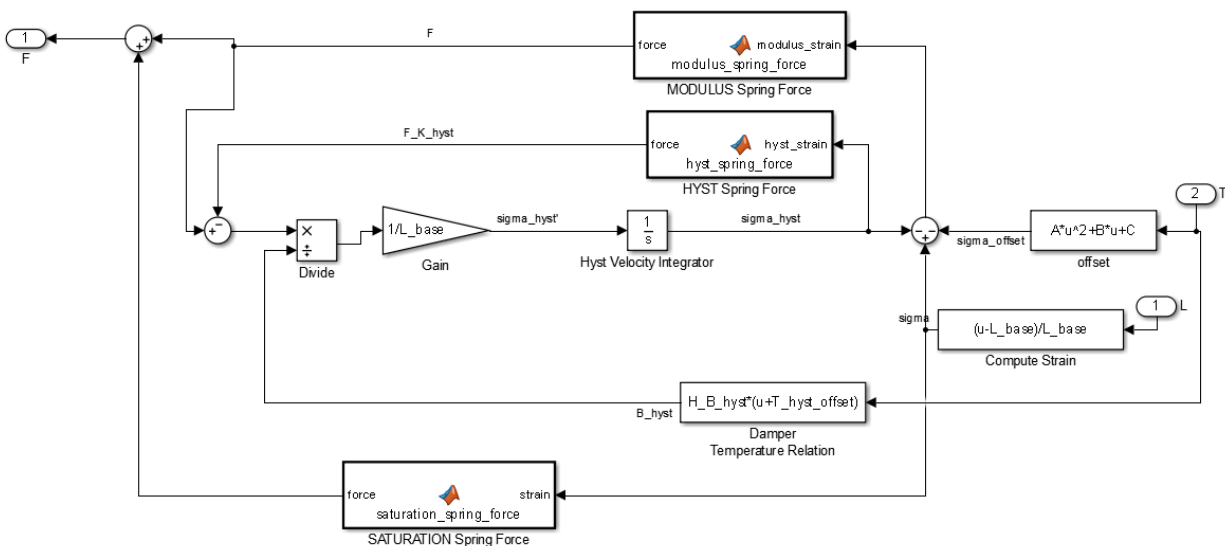 1
F
F
force
modulus_strain
modulus_spring_force
MODULUS Spring Force
F_K_hyst
force
hyst_strain
hyst_spring_force
HYST Spring Force
2
T
+
+
+
−
×
÷
Divide
1/L_base
Gain
sigma_hyst'
1
s
Hyst Velocity Integrator
sigma_hyst
−
+
−
sigma_offset
A*u^2+B*u+C
offset
1
L
sigma
(u-L_base)/L_base
Compute Strain
B_hyst
H_B_hyst*(u+T_hyst_offset)
Damper
Temperature Relation
force
strain
saturation_spring_force
SATURATION Spring Force